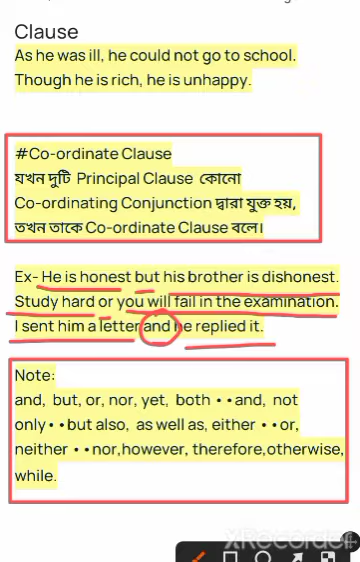 Clause
As he was ill, he could not go to school.
Though he is rich, he is unhappy.
#Co-ordinate Clause
যখন দুটি Principal Clause কোনো
Co-ordinating Conjunction দ্বারা যুক্ত হয়,
তখন তাকে Co-ordinate Clause বলে।
Ex- He is honest but his brother is dishonest.
Study hard or you will fail in the examination.
I sent him a letter and he replied it.
Note:
and, but, or, nor, yet, both ••and, not
only••but also, as well as, either ••or,
neither ••nor,however, therefore,otherwise,
while.
XRecorder